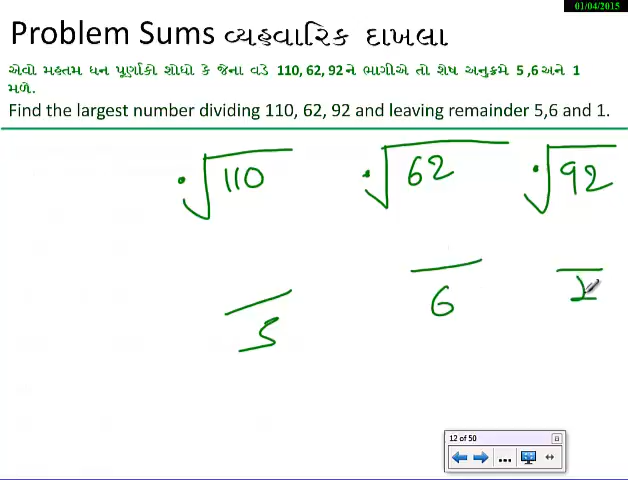 01/04/2015
Problem Sums વ્યહવારિક દાખલા
એવો મહ્તમ ધન પૂર્ણાંકો શોધો કે જેના વડે 110, 62, 92 ને ભાગીએ તો શેષ અનુક્રમે 5 ,6 અને 1
મળે.
Find the largest number dividing 110, 62, 92 and leaving remainder 5,6 and 1.
110 62 92
5 6 1
12 of 50